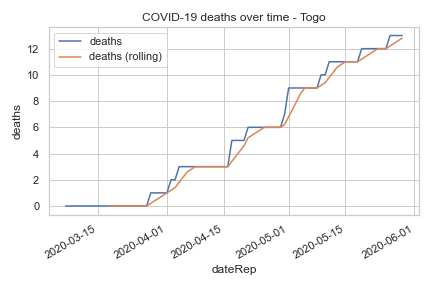 COVID-19 deaths over time - Togo
deaths
deaths (rolling)
deaths
12
10
8
6
4
2
0
2020-03-15
2020-04-01
2020-04-15
2020-05-01
2020-05-15
2020-06-01
dateRep